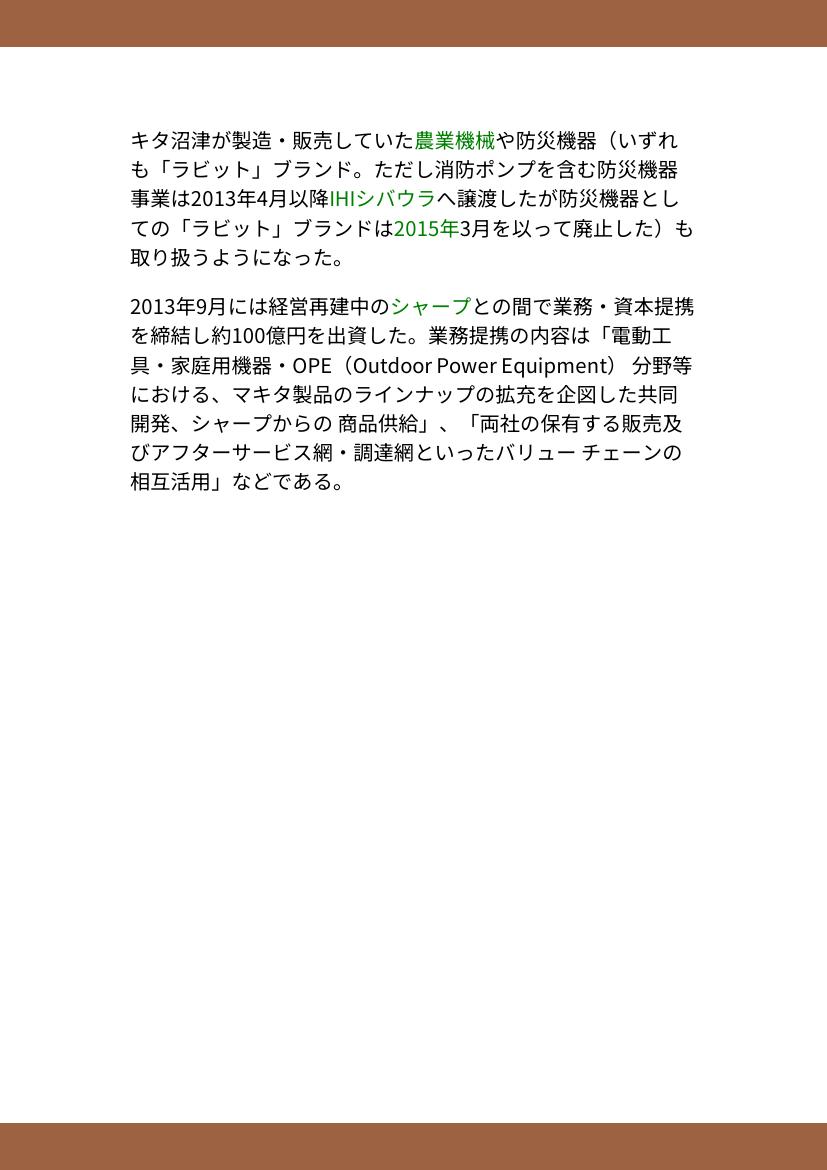 キタ沼津が製造・販売していた農業機械や防災機器（いずれ
も「ラビット」ブランド。ただし消防ポンプを含む防災機器
事業は2013年4月以降IHIシバウラへ譲渡したが防災機器とし
ての「ラビット」ブランドは2015年3月を以って廃止した）も
取り扱うようになった。
2013年9月には経営再建中のシャープとの間で業務・資本提携
を締結し約100億円を出資した。業務提携の内容は「電動工
具・家庭用機器・OPE（Outdoor Power Equipment） 分野等
における、マキタ製品のラインナップの拡充を企図した共同
開発、シャープからの 商品供給」、「両社の保有する販売及
びアフターサービス網・調達網といったバリュー チェーンの
相互活用」などである。